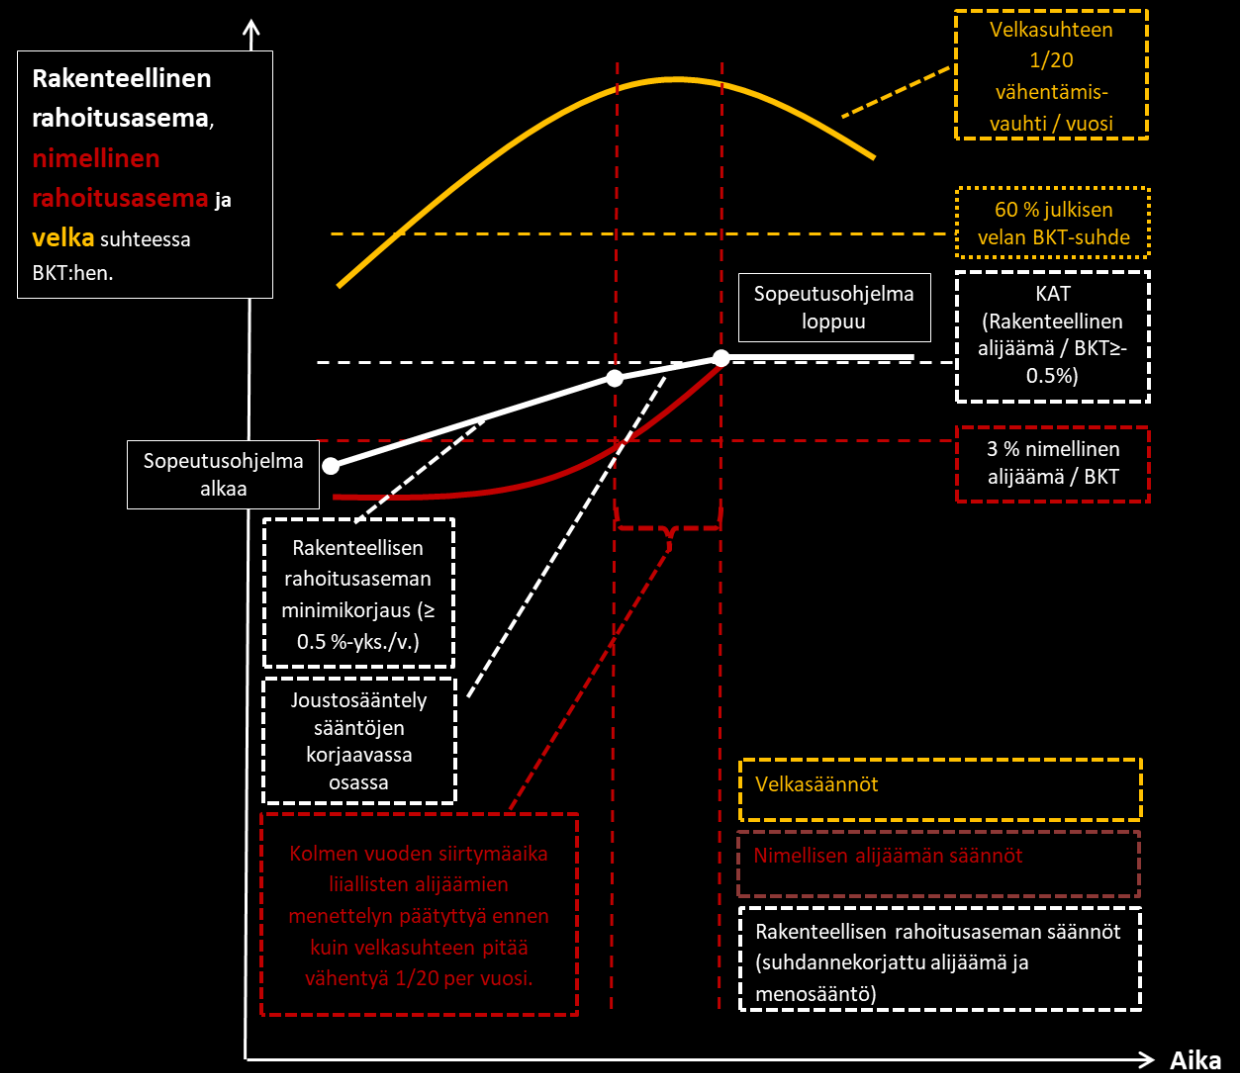 Rakenteellinen
rahoitusasema,
nimellinen
rahoitusasema ja
velka suhteessa
BKT:hen.
Velkasuhteen
1/20
vähentämis-
vauhti / vuosi
60 % julkisen
velan BKT-suhde
Sopeutusohjelma
loppuu
KAT
(Rakenteellinen
alijäämä / BKT≥-
0.5%)
3 % nimellinen
alijäämä / BKT
Sopeutusohjelma
alkaa
Rakenteellisen
rahoitusaseman
minimikorjaus (≥
0.5 %-yks./v.)
Joustosääntely
sääntöjen
korjaavassa
osassa
Kolmen vuoden siirtymäaika
liiallisten alijäämien
menettelyn päätyttyä ennen
kuin velkasuhteen pitää
vähentyä 1/20 per vuosi.
Velkasäännöt
Nimellisen alijäämän säännöt
Rakenteellisen rahoitusaseman säännöt
(suhdannekorjattu alijäämä ja
menosääntö)
Aika